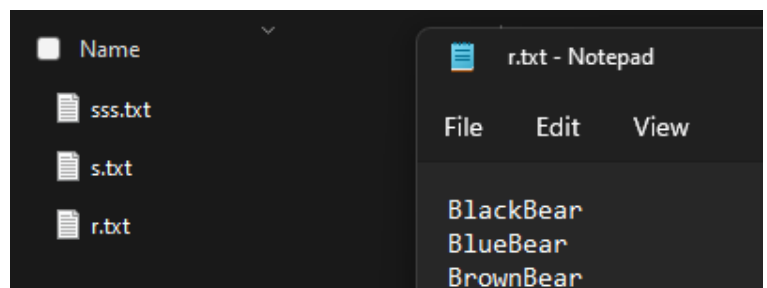 Name
sss.txt
s.txt
r.txt
r.txt - Notepad
File Edit View
BlackBear
BlueBear
BrownBear